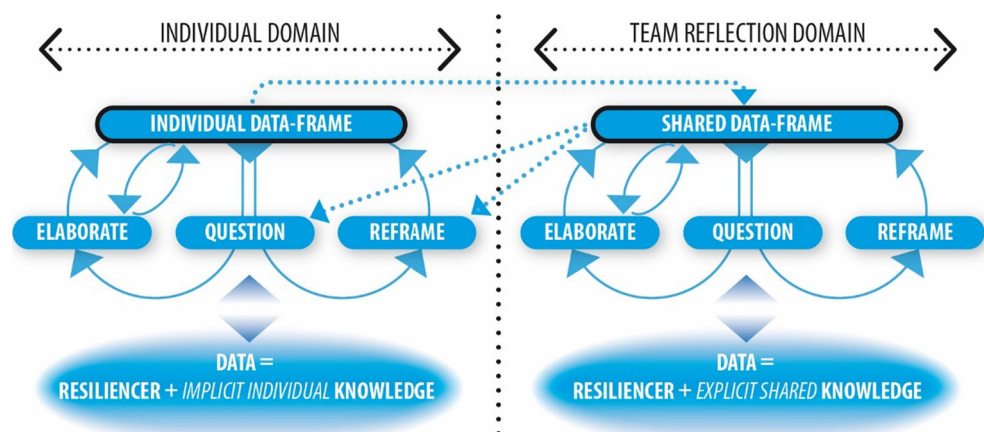 INDIVIDUAL DOMAIN
TEAM REFLECTION DOMAIN
INDIVIDUAL DATA-FRAME
SHARED DATA-FRAME
ELABORATE
QUESTION
REFRAME
ELABORATE
QUESTION
REFRAME
DATA =
RESILIENCER + IMPLICIT INDIVIDUAL KNOWLEDGE
DATA =
RESILIENCER + EXPLICIT SHARED KNOWLEDGE